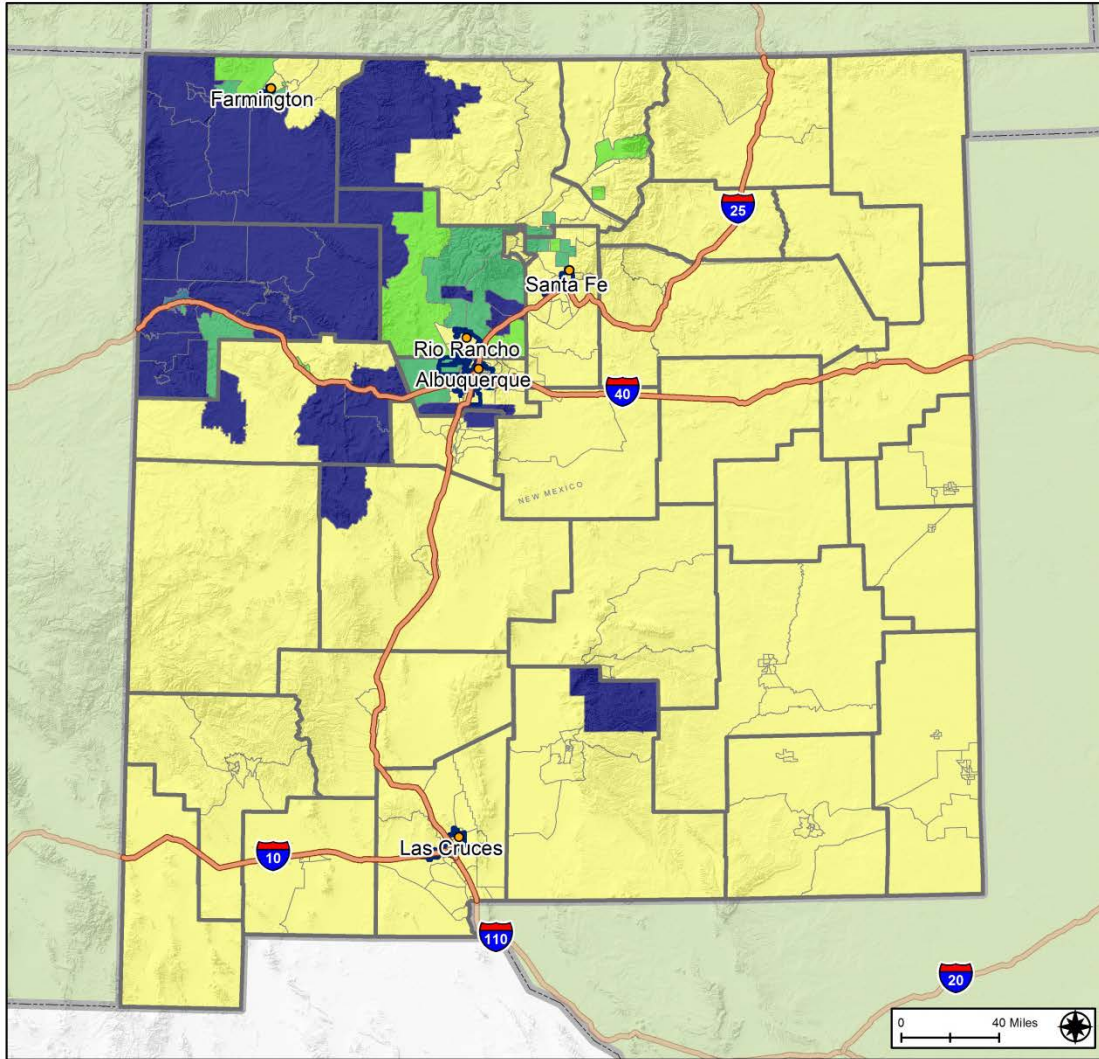 Farmington
25
Santa Fe
Rio Rancho
Albuquerque
40
NEW MEXICO
Las Cruces
10
110
20
0 40 Miles